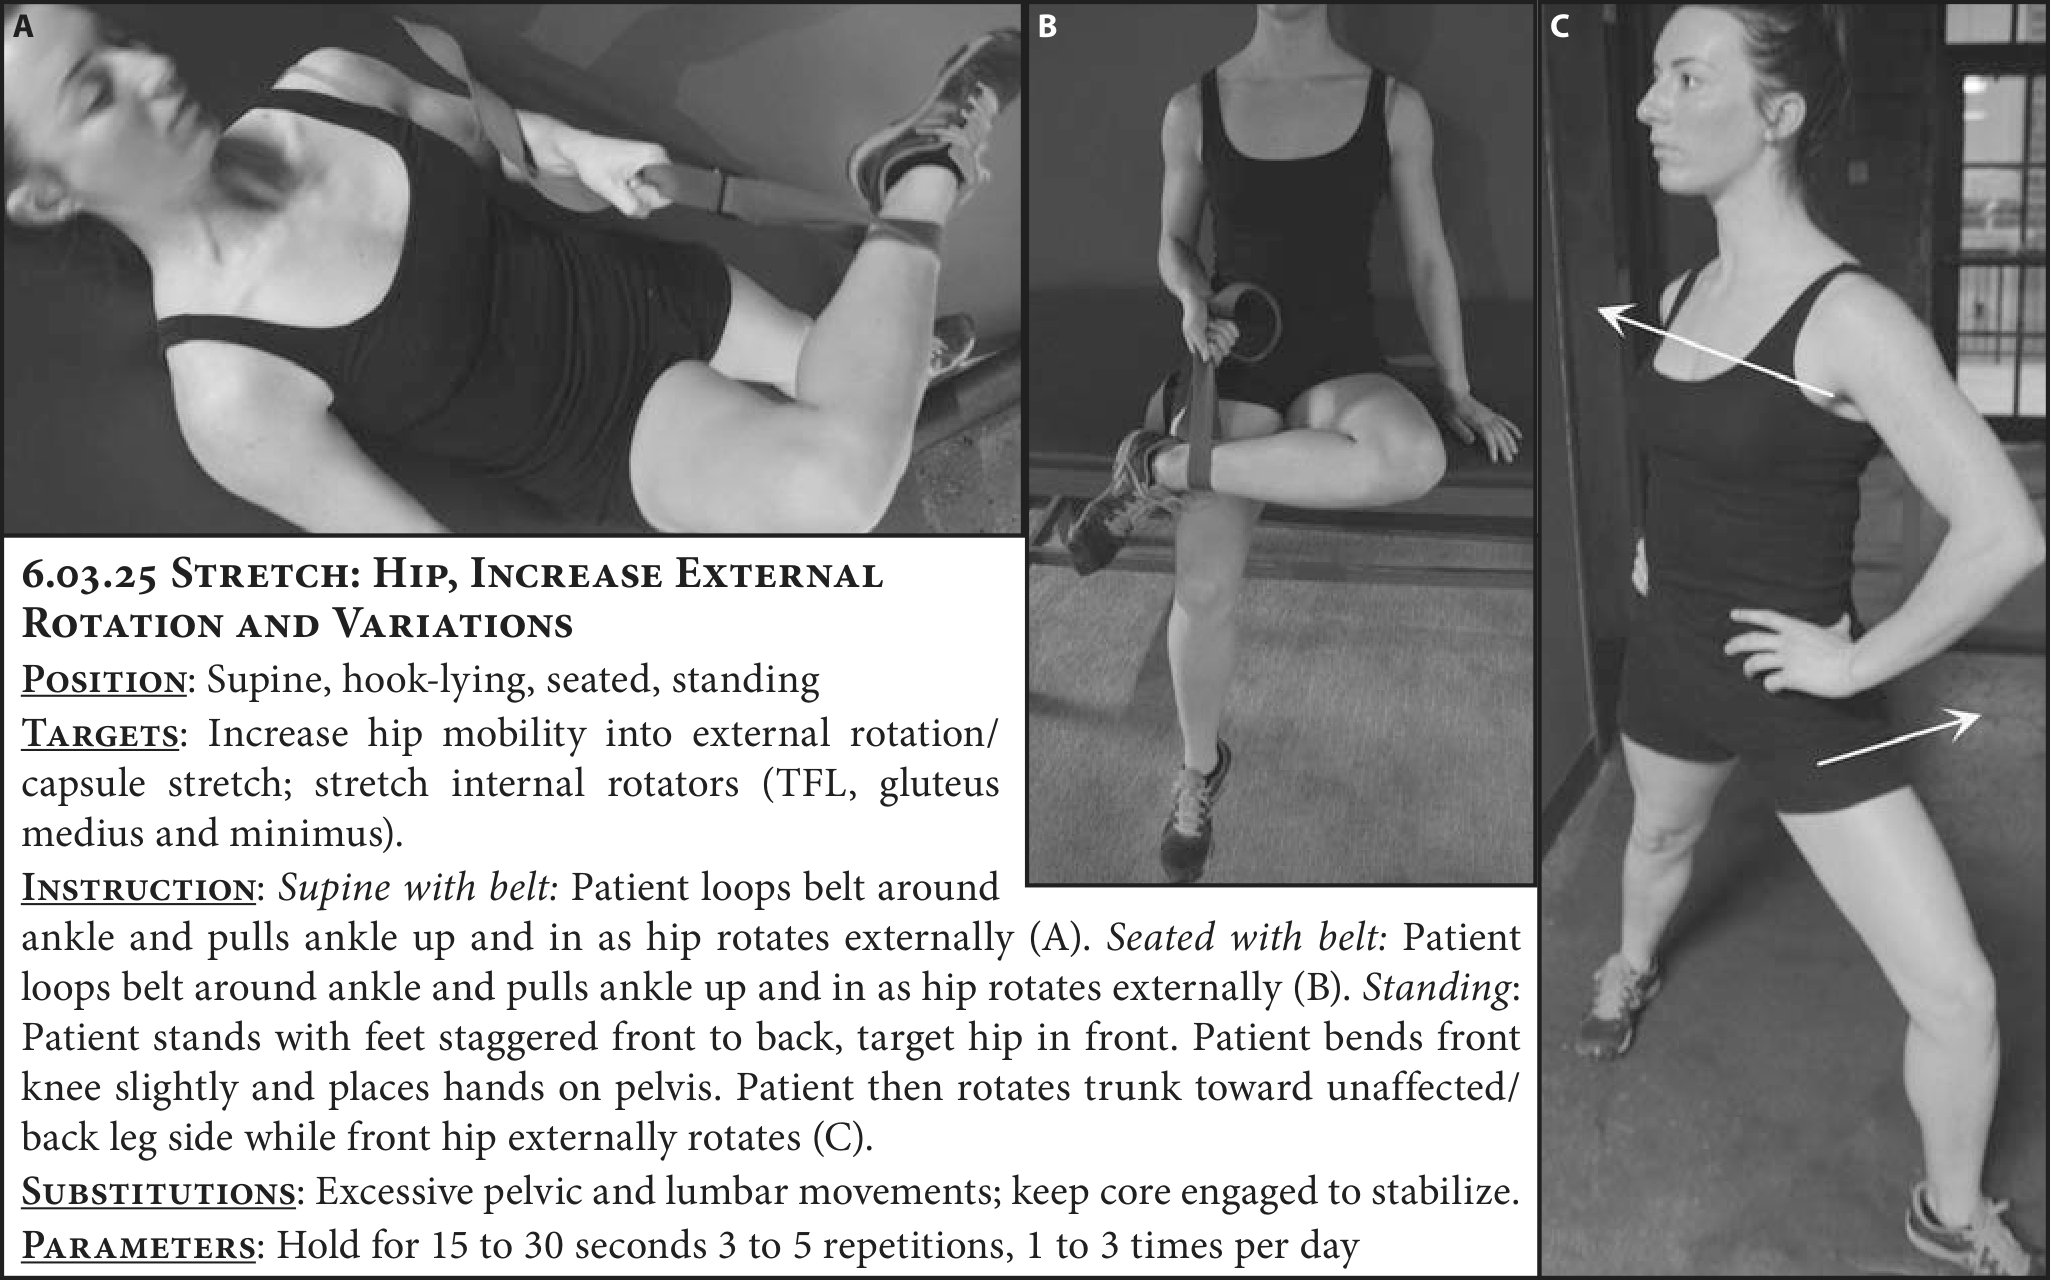 A
B
C
6.03.25 Stretch: Hip, Increase External
Rotation and Variations
Position: Supine, hook-lying, seated, standing
Targets: Increase hip mobility into external rotation/
capsule stretch; stretch internal rotators (TFL, gluteus
medius and minimus).
Instruction: Supine with belt: Patient loops belt around
ankle and pulls ankle up and in as hip rotates externally (A). Seated with belt: Patient
loops belt around ankle and pulls ankle up and in as hip rotates externally (B). Standing:
Patient stands with feet staggered front to back, target hip in front. Patient bends front
knee slightly and places hands on pelvis. Patient then rotates trunk toward unaffected/
back leg side while front hip externally rotates (C).
Substitutions: Excessive pelvic and lumbar movements; keep core engaged to stabilize.
Parameters: Hold for 15 to 30 seconds 3 to 5 repetitions, 1 to 3 times per day